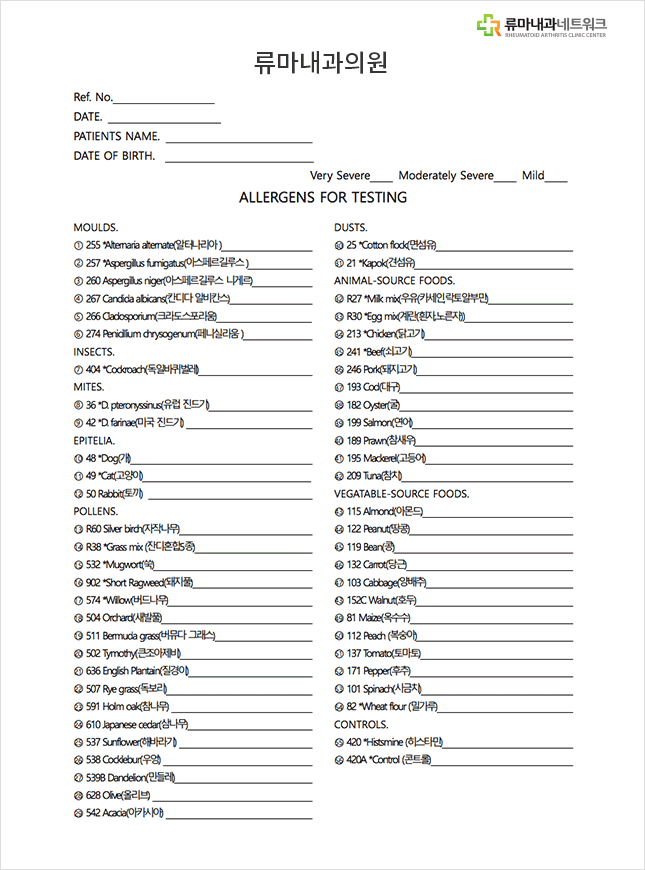 류마내과네트워크
RHEUMATOID ARTHRITIS CLINIC CENTER
류마내과의원
Ref. No.
DATE.
PATIENTS NAME.
DATE OF BIRTH.
Very Severe____ Moderately Severe____ Mild____
ALLERGENS FOR TESTING
MOULDS.
① 255 *Alternaria alternate(알터나리아 )
② 257 *Aspergillus fumigatus(아스페르길루스 )
③ 260 Aspergillus niger(아스페르길루스 니게르)
④ 267 Candida albicans(칸디다 알비칸스)
⑤ 266 Cladosporium(크라도스포리움)
⑥ 274 Penicillium chrysogenum(페니실리움 )
INSECTS.
⑦ 404 *Cockroach(독일바퀴벌레)
MITES.
⑧ 36 *D. pteronyssinus(유럽 진드기)
⑨ 42 *D. farinae(미국 진드기 )
EPITELIA.
⑩ 48 *Dog(개)
⑪ 49 *Cat(고양이)
⑫ 50 Rabbit(토끼)
POLLENS.
⑬ R60 Silver birch(자작나무)
⑭ R38 *Grass mix (잔디혼합5종)
⑮ 532 *Mugwort(쑥)
⑯ 902 *Short Ragweed(돼지풀)
⑰ 574 *Willow(버드나무)
⑱ 504 Orchard(새발풀)
⑲ 511 Bermuda grass(버뮤다 그래스)
⑳ 502 Tymothy(큰조아제비)
㉑ 636 English Plantain(질경이)
㉒ 507 Rye grass(독보리)
㉓ 591 Holm oak(참나무)
㉔ 610 Japanese cedar(삼나무)
㉕ 537 Sunflower(해바라기)
㉖ 538 Cocklebur(우엉)
㉗ 539B Dandelion(민들레)
㉘ 628 Olive(올리브)
㉙ 542 Acacia(아카시아)
DUSTS.
㉚ 25 *Cotton flock(면섬유)
㉛ 21 *Kapok(견섬유)
ANIMAL-SOURCE FOODS.
㉜ R27 *Milk mix(우유(카세인,락토알부민)
㉝ R30 *Egg mix(계란(흰자,노른자))
㉞ 213 *Chicken(닭고기)
㉟ 241 *Beef(쇠고기)
㊱ 246 Pork(돼지고기)
㊲ 193 Cod(대구)
㊳ 182 Oyster(굴)
㊴ 199 Salmon(연어)
㊵ 189 Prawn(참새우)
㊶ 195 Mackerel(고등어)
㊷ 209 Tuna(참치)
VEGATABLE-SOURCE FOODS.
㊸ 115 Almond(아몬드)
㊹ 122 Peanut(땅콩)
㊺ 119 Bean(콩)
㊻ 132 Carrot(당근)
㊼ 103 Cabbage(양배추)
㊽ 152C Walnut(호두)
㊾ 81 Maize(옥수수)
㊿ 112 Peach (복숭아)
51 137 Tomato(토마토)
52 171 Pepper(후추)
53 101 Spinach(시금치)
54 82 *Wheat flour (밀가루)
CONTROLS.
55 420 *Histsmine (히스타민)
56 420A *Control (콘트롤)